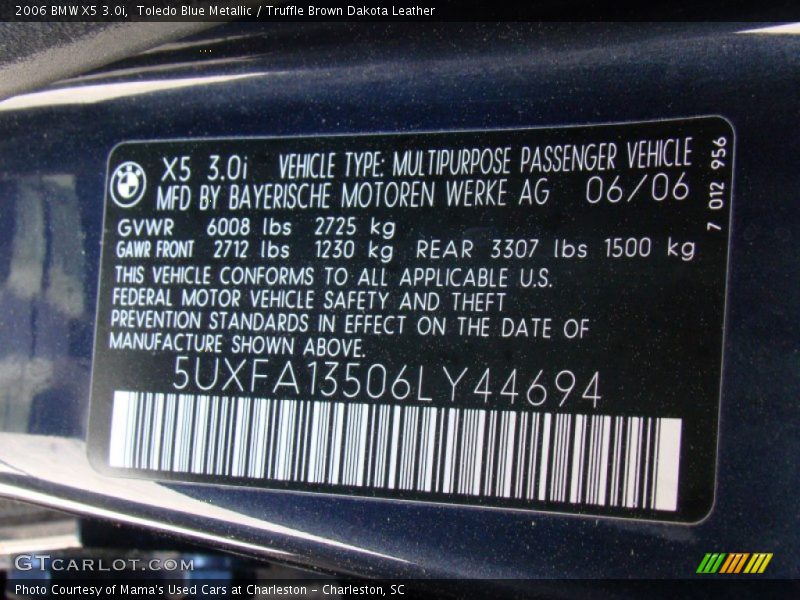 2006 BMW X5 3.0i, Toledo Blue Metallic / Truffle Brown Dakota Leather
X5 3.0i VEHICLE TYPE: MULTIPURPOSE PASSENGER VEHICLE
MFD BY BAYERISCHE MOTOREN WERKE AG 06/06
7 012 956
GVWR 6008 lbs 2725 kg
GAWR FRONT 2712 lbs 1230 kg REAR 3307 lbs 1500 kg
THIS VEHICLE CONFORMS TO ALL APPLICABLE U.S.
FEDERAL MOTOR VEHICLE SAFETY AND THEFT
PREVENTION STANDARDS IN EFFECT ON THE DATE OF
MANUFACTURE SHOWN ABOVE.
5UXFA13506LY44694
GTCARLOT.COM
Photo Courtesy of Mama's Used Cars at Charleston - Charleston, SC